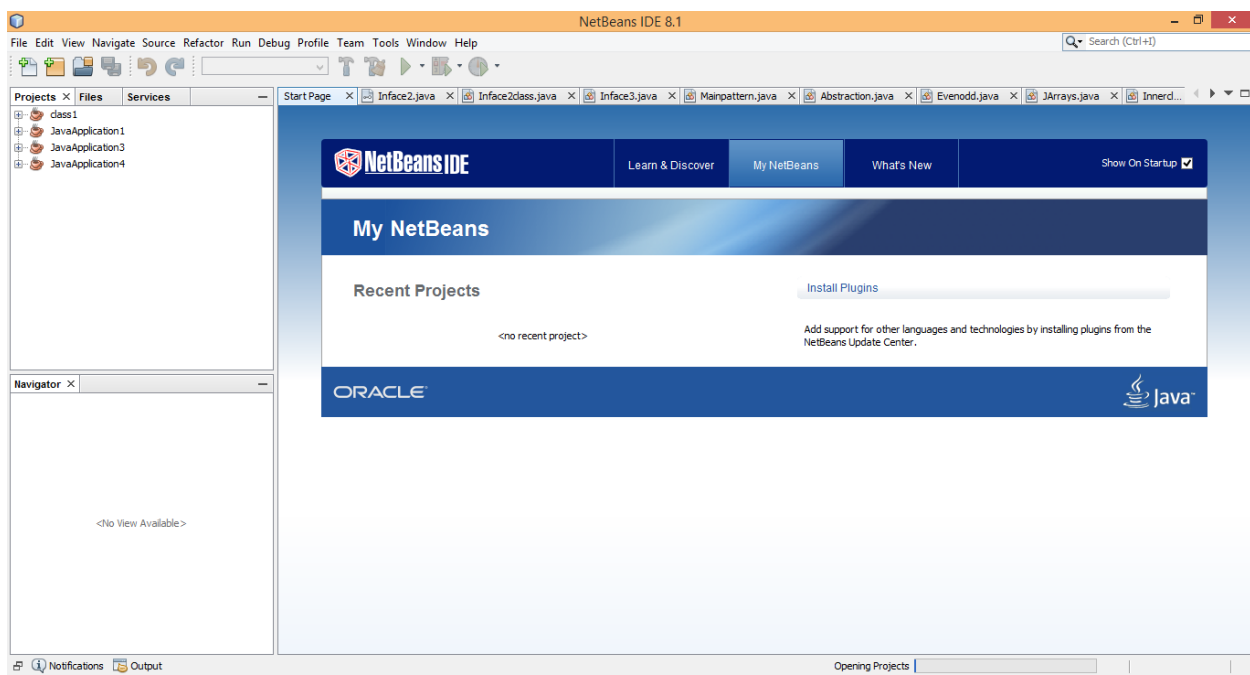 NetBeans IDE 8.1
File Edit View Navigate Source Refactor Run Debug Profile Team Tools Window Help
Search (Ctrl+I)
Projects Files Services
Start Page Inface2.java Inface2class.java Inface3.java Mainpattern.java Abstraction.java Evenodd.java JArrays.java Innercl...
class1
JavaApplication1
JavaApplication3
JavaApplication4
NetBeans IDE
Learn & Discover My NetBeans What's New
Show On Startup
My NetBeans
Recent Projects
<no recent project>
Install Plugins
Add support for other languages and technologies by installing plugins from the
NetBeans Update Center.
ORACLE
Java
Navigator
<No View Available>
Notifications Output
Opening Projects